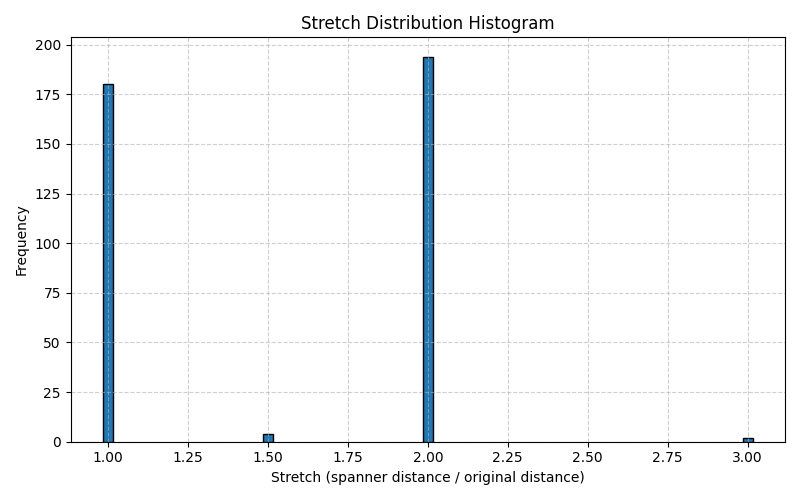 Stretch Distribution Histogram
200
175
150
125
100
75
50
25
0
Frequency
1.00 1.25 1.50 1.75 2.00 2.25 2.50 2.75 3.00
Stretch (spanner distance / original distance)